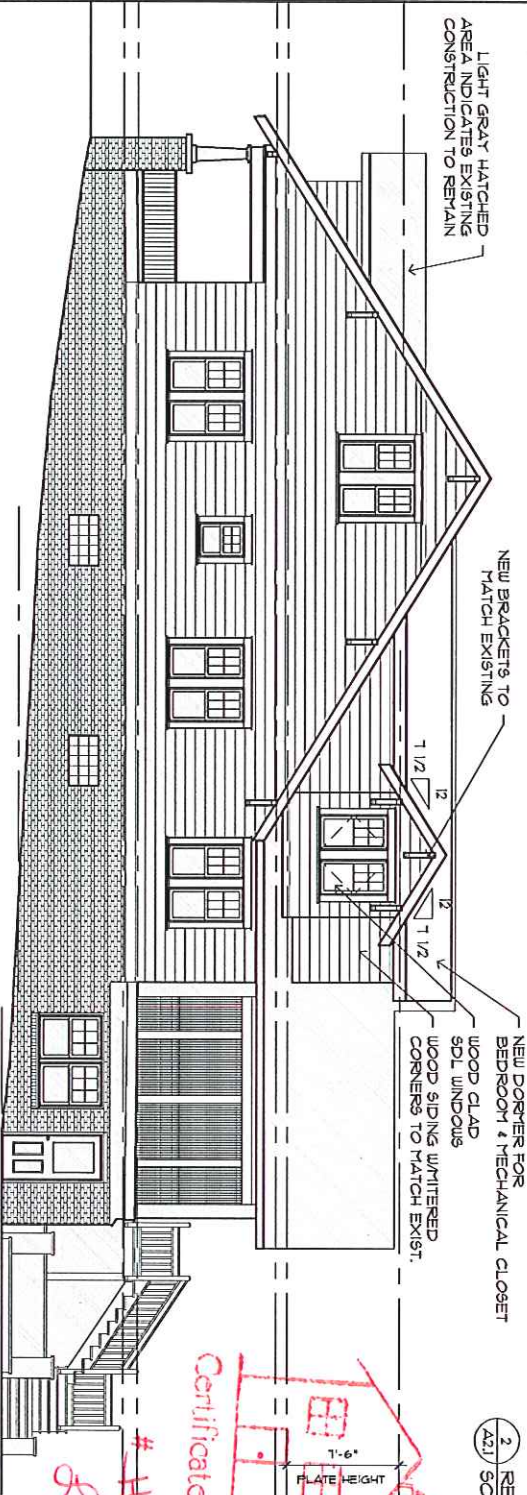 LIGHT GRAY HATCHED
AREA INDICATES EXISTING
CONSTRUCTION TO REMAIN
NEW BRACKETS TO
MATCH EXISTING
7 1/2
12
12
7 1/2
NEW DORMER FOR
BEDROOM & MECHANICAL CLOSET
WOOD CLAD
SDL WINDOWS
WOOD SIDING W/MITERED
CORNERS TO MATCH EXIST.
2
A2.1
7'-6"
PLATE HEIGHT
Certificate
# H